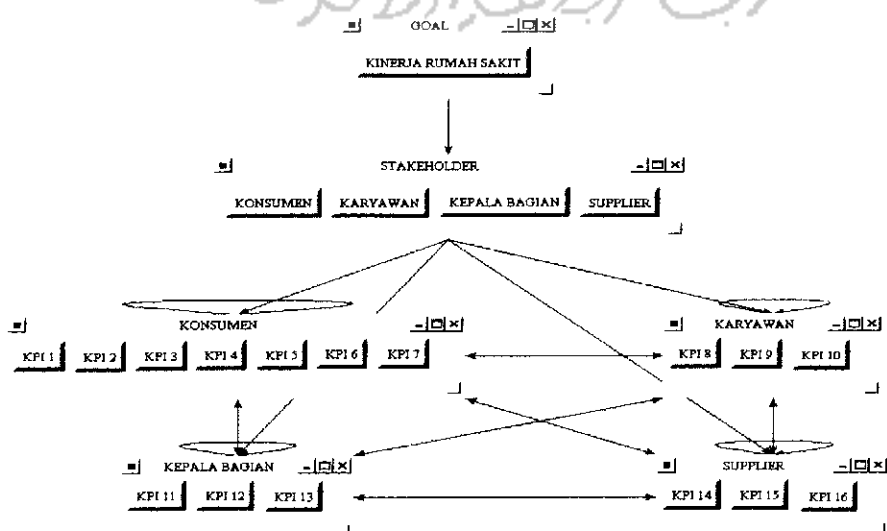 GOAL
KINERJA RUMAH SAKIT
STAKEHOLDER
KONSUMEN KARYAWAN KEPALA BAGIAN SUPPLIER
KONSUMEN
KPI 1 KPI 2 KPI 3 KPI 4 KPI 5 KPI 6 KPI 7
KARYAWAN
KPI 8 KPI 9 KPI 10
KEPALA BAGIAN
KPI 11 KPI 12 KPI 13
SUPPLIER
KPI 14 KPI 15 KPI 16